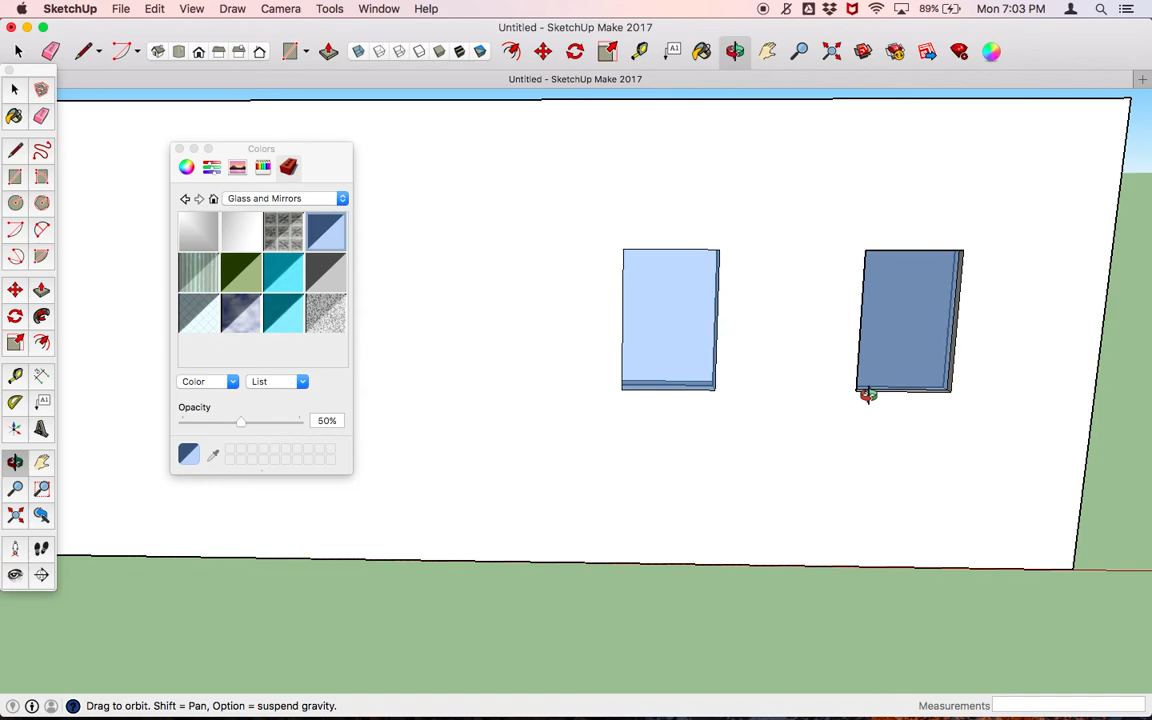 SketchUp File Edit View Draw Camera Tools Window Help 89% Mon 7:03 PM
Untitled - SketchUp Make 2017
A1
Untitled - SketchUp Make 2017
Colors
Glass and Mirrors
Color List
Opacity
50%
A1
Drag to orbit. Shift = Pan, Option = suspend gravity. Measurements